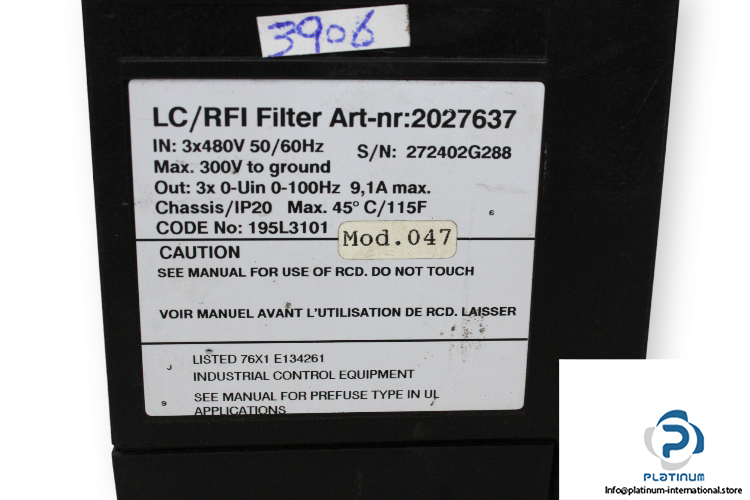 3906
LC/RFI Filter Art-nr:2027637
IN: 3x480V 50/60Hz
S/N: 272402G288
Max. 300V to ground
Out: 3x 0-Uin 0-100Hz 9,1A max.
Chassis/IP20 Max. 45° C/115F
6
CODE No: 195L3101
Mod.047
CAUTION
SEE MANUAL FOR USE OF RCD. DO NOT TOUCH
VOIR MANUEL AVANT L'UTILISATION DE RCD. LAISSER
J
LISTED 76X1 E134261
INDUSTRIAL CONTROL EQUIPMENT
9
SEE MANUAL FOR PREFUSE TYPE IN UL
APPLICATIONS
PLATINUM
Info@platinum-international.store